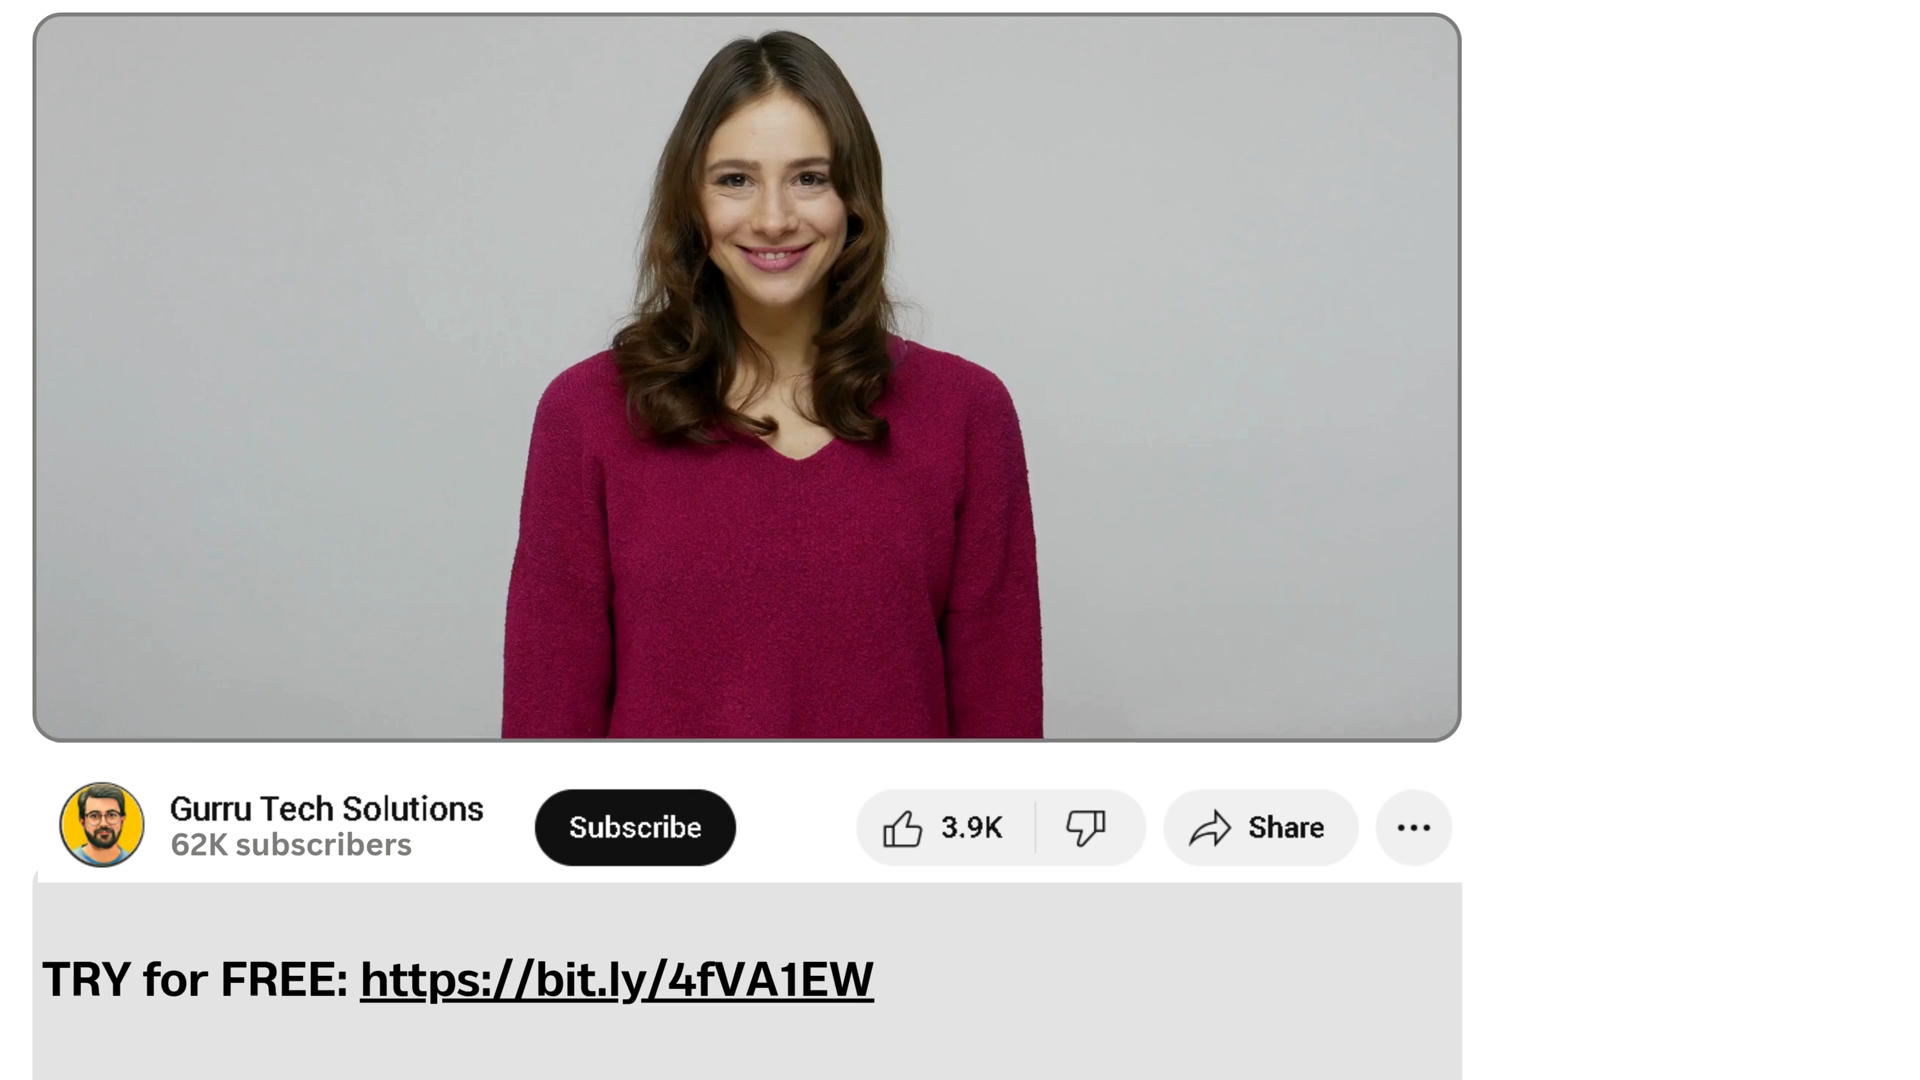 Gurru Tech Solutions
62K subscribers
Subscribe
3.9K
Share
TRY for FREE: https://bit.ly/4fVA1EW